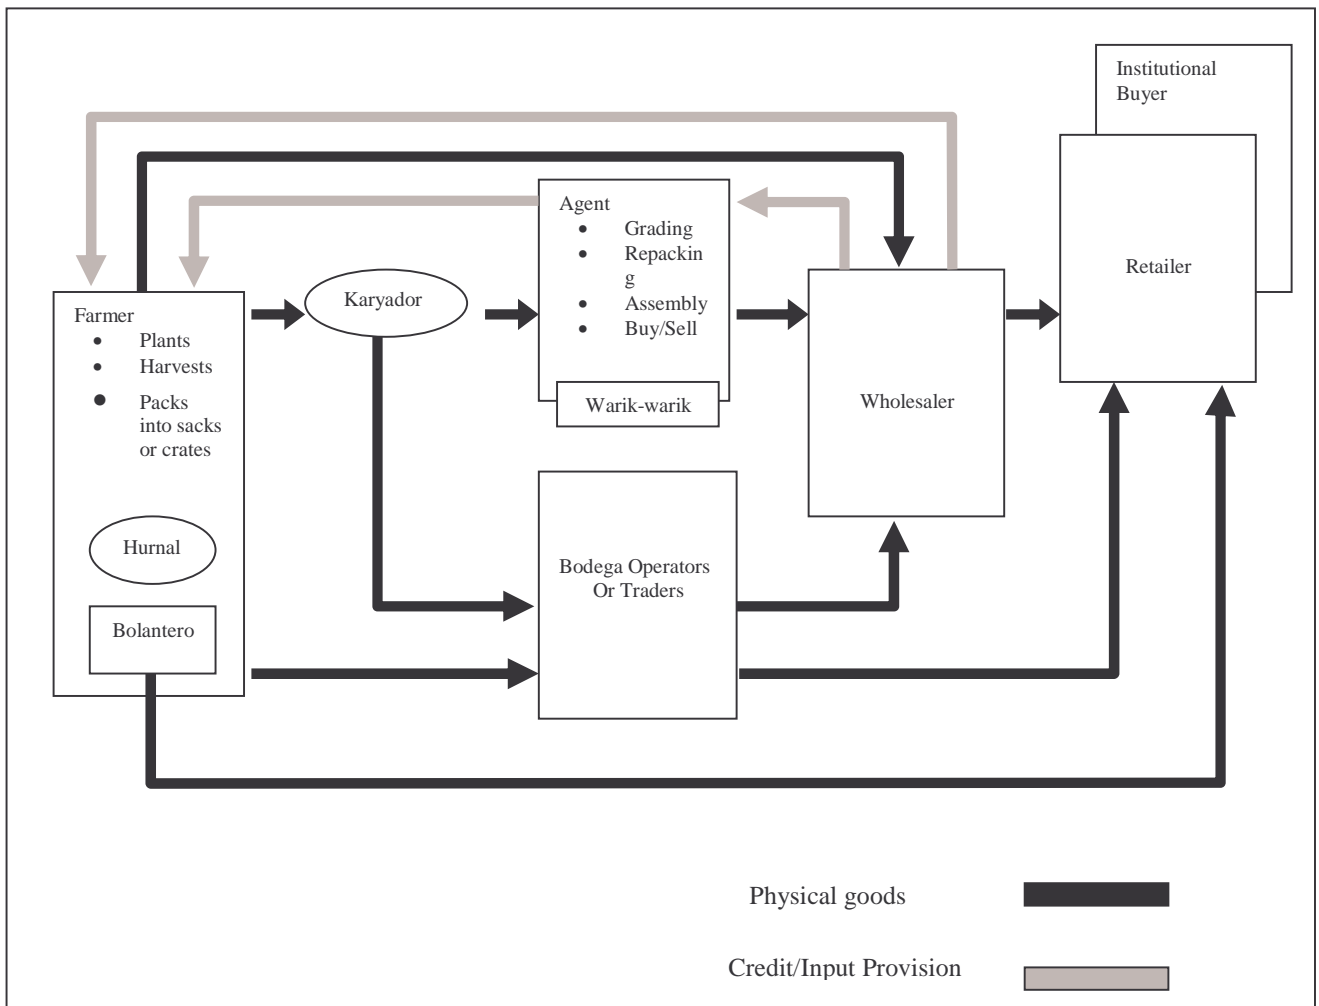 Institutional
Buyer
Retailer
Agent
• Grading
• Repackin
g
• Assembly
• Buy/Sell
Warik-warik
Karyador
Farmer
• Plants
• Harvests
• Packs
into sacks
or crates
Hurnal
Bolantero
Wholesaler
Bodega Operators
Or Traders
Physical goods
Credit/Input Provision